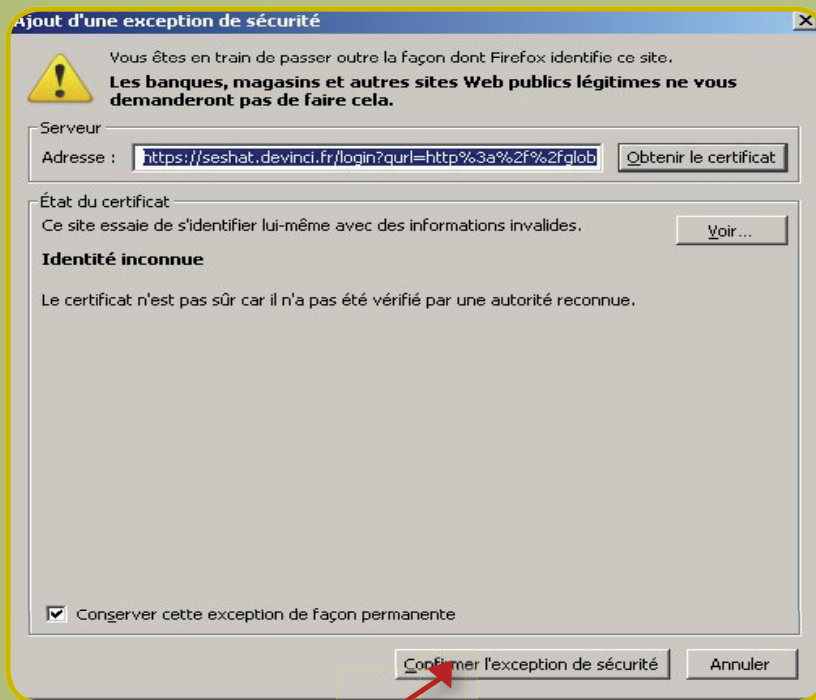 Ajout d'une exception de sécurité
Vous êtes en train de passer outre la façon dont Firefox identifie ce site.
Les banques, magasins et autres sites Web publics légitimes ne vous
demanderont pas de faire cela.
Serveur
Adresse : https://seshat.devinci.fr/login?qurl=http%3a%2f%2fglob Obtenir le certificat
État du certificat
Ce site essaie de s'identifier lui-même avec des informations invalides. Voir...
Identité inconnue
Le certificat n'est pas sûr car il n'a pas été vérifié par une autorité reconnue.
Conserver cette exception de façon permanente
Confirmer l'exception de sécurité Annuler